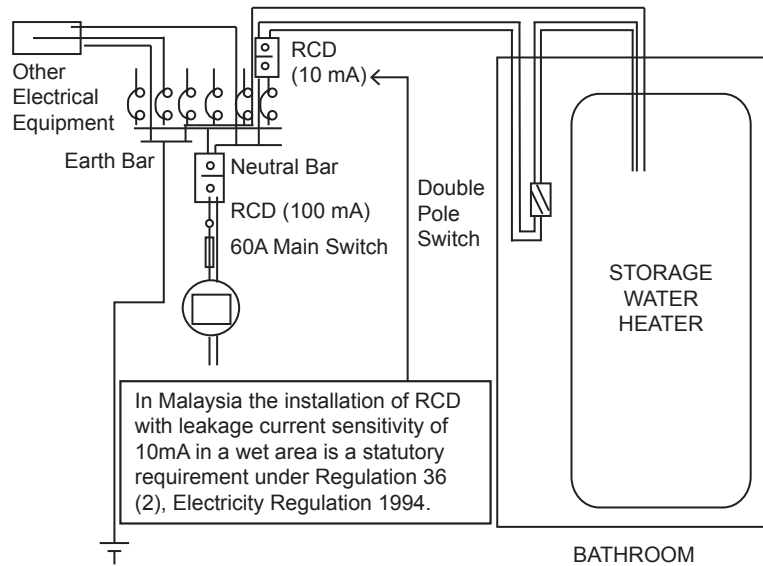 Other
Electrical
Equipment
RCD
(10 mA)
Earth Bar
Neutral Bar
RCD (100 mA)
60A Main Switch
Double
Pole
Switch
STORAGE
WATER
HEATER
In Malaysia the installation of RCD
with leakage current sensitivity of
10mA in a wet area is a statutory
requirement under Regulation 36
(2), Electricity Regulation 1994.
BATHROOM